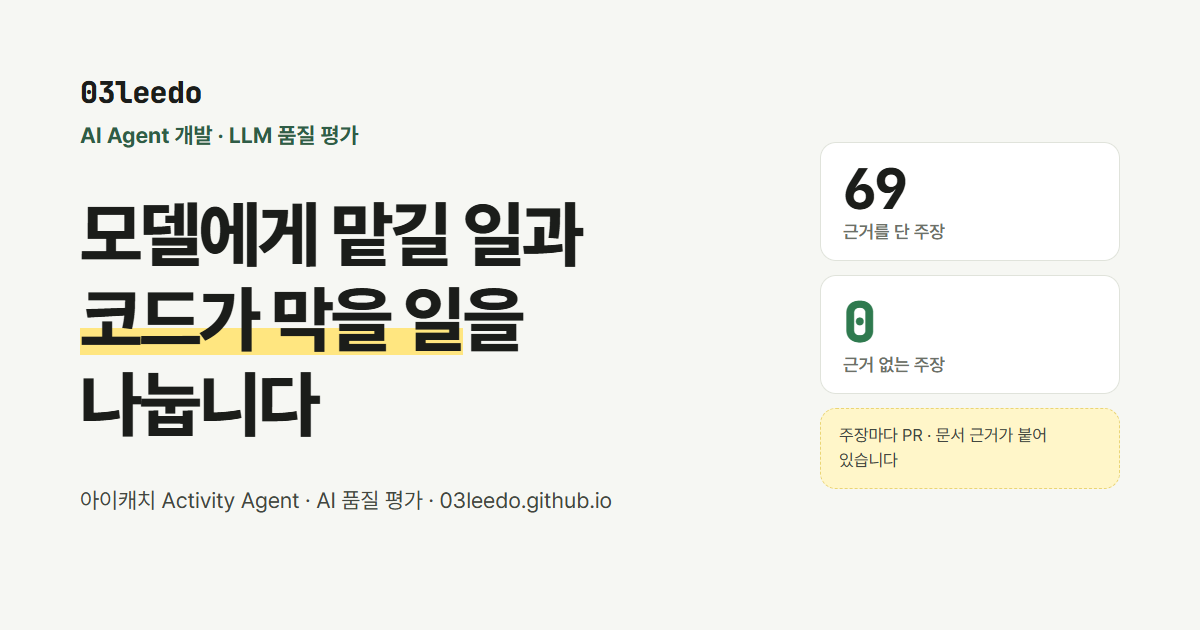 03leedo
AI Agent 개발 · LLM 품질 평가
모델에게 맡길 일과
코드가 막을 일을
나눕니다
아이캐치 Activity Agent · AI 품질 평가 · 03leedo.github.io
69
근거를 단 주장
0
근거 없는 주장
주장마다 PR · 문서 근거가 붙어
있습니다